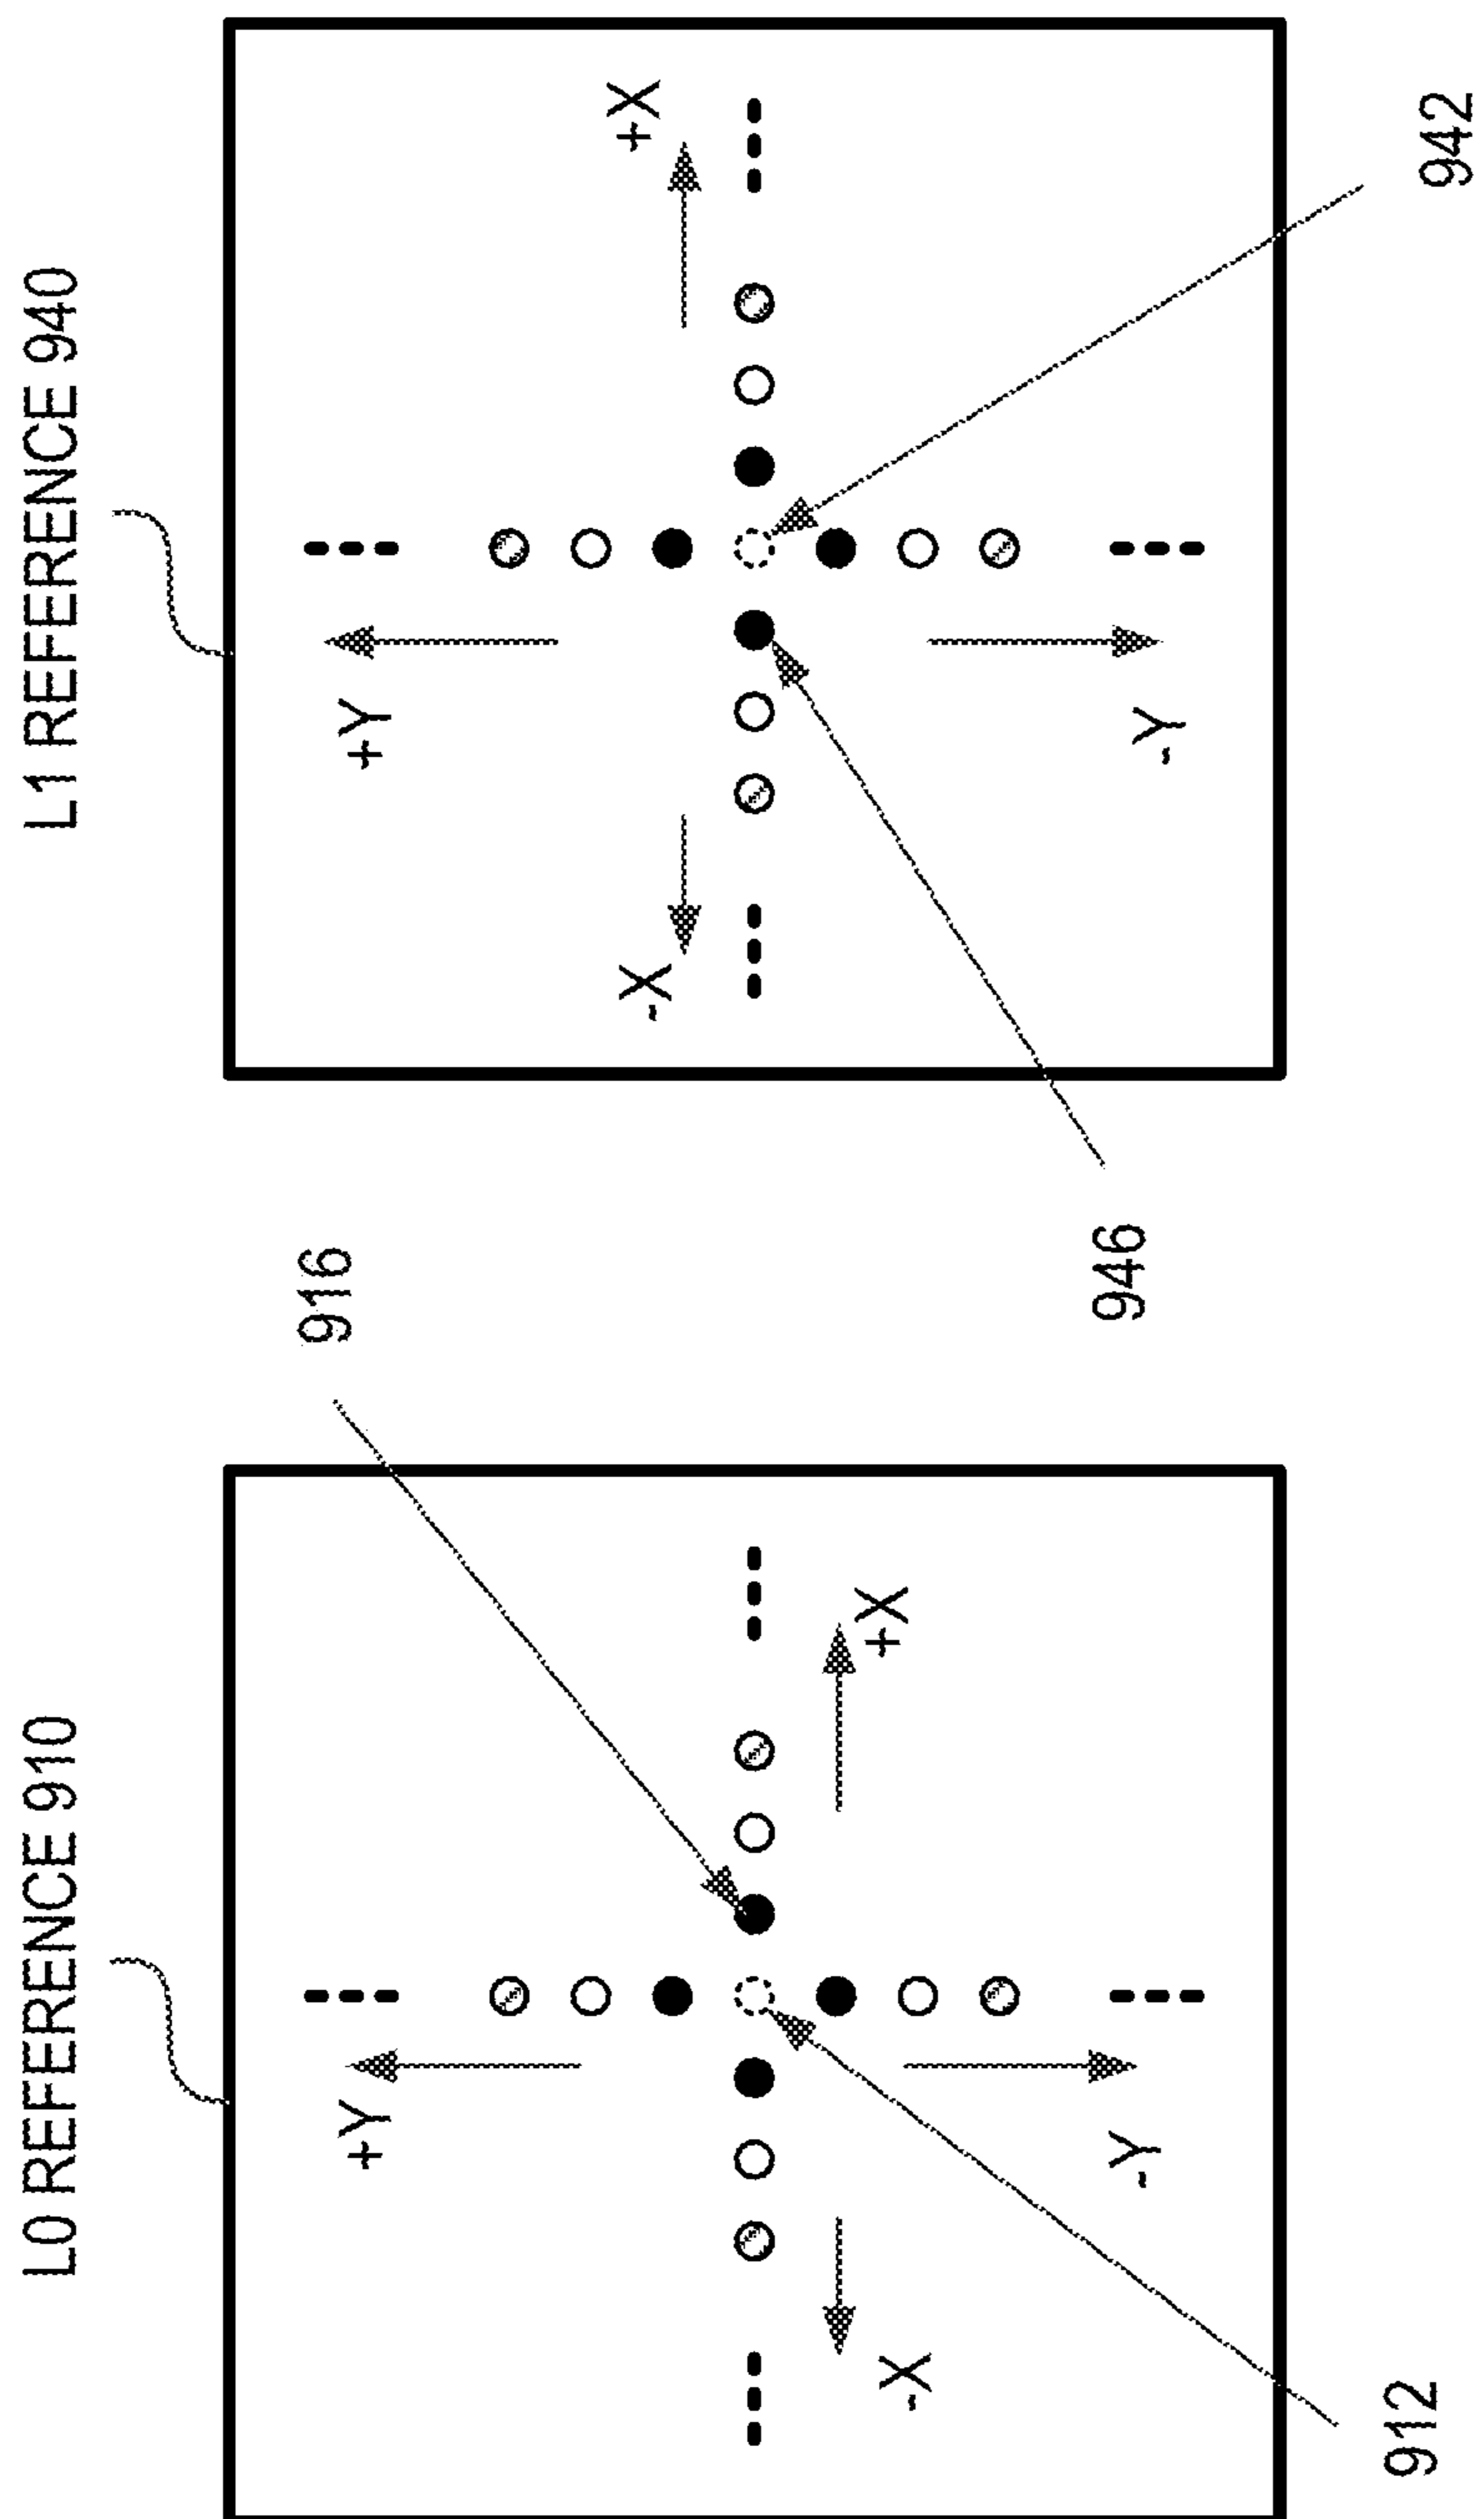 L0 REFERENCE 910
916
+Y
-X
+X
-Y
912
L1 REFERENCE 940
+Y
-X
+X
-Y
946
942